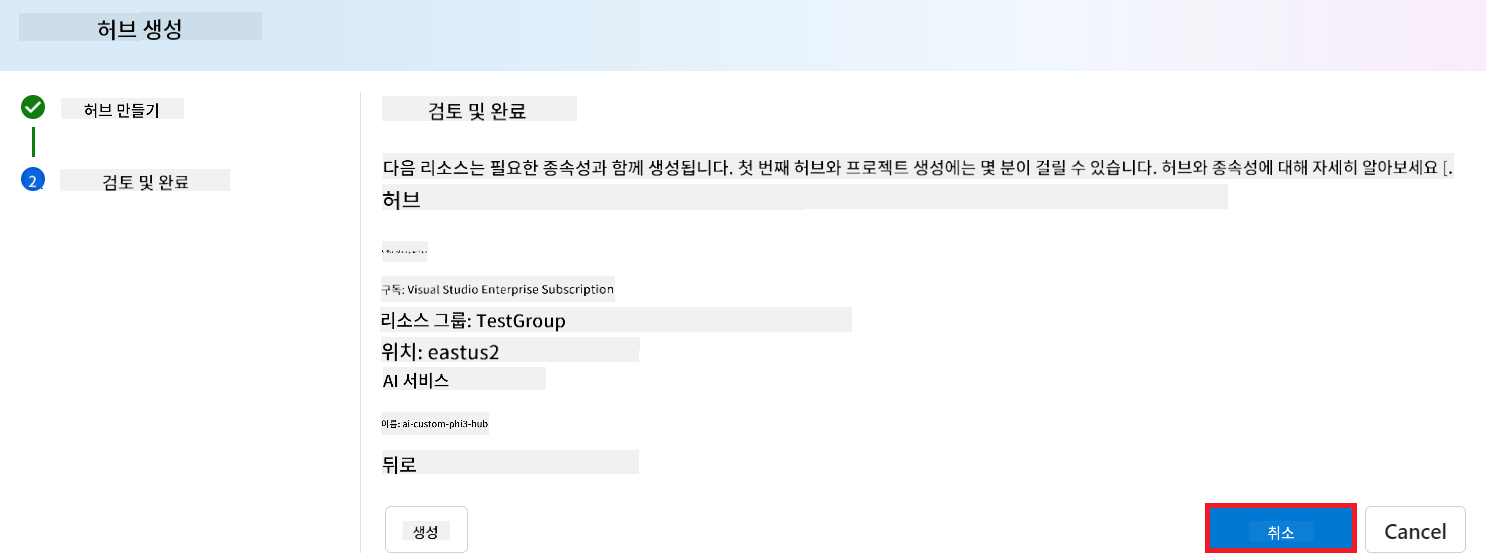 허브 생성
허브 만들기
2
검토 및 완료
검토 및 완료
다음 리소스는 필요한 종속성과 함께 생성됩니다. 첫 번째 허브와 프로젝트 생성에는 몇 분이 걸릴 수 있습니다. 허브와 종속성에 대해 자세히 알아보세요 [.
허브
구독: Visual Studio Enterprise Subscription
리소스 그룹: TestGroup
위치: eastus2
AI 서비스
이름: ai-custom-phi3-hub
뒤로
생성
취소
Cancel